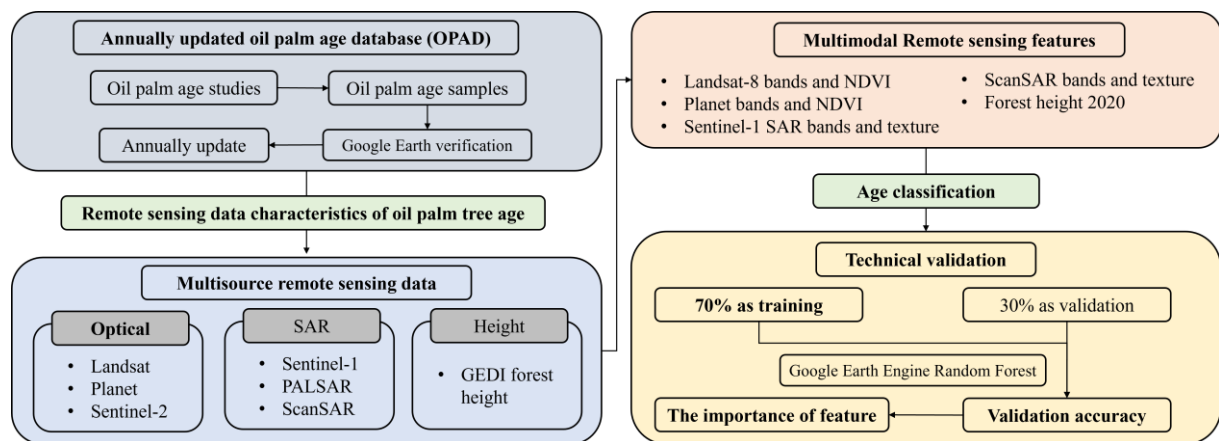 Annually updated oil palm age database (OPAD)
Oil palm age studies
Oil palm age samples
Annually update
Google Earth verification
Remote sensing data characteristics of oil palm tree age
Multisource remote sensing data
Optical
• Landsat
• Planet
• Sentinel-2
SAR
• Sentinel-1
• PALSAR
• ScanSAR
Height
• GEDI forest
height
Multimodal Remote sensing features
• Landsat-8 bands and NDVI
• Planet bands and NDVI
• Sentinel-1 SAR bands and texture
• ScanSAR bands and texture
• Forest height 2020
Age classification
Technical validation
70% as training
30% as validation
Google Earth Engine Random Forest
The importance of feature
Validation accuracy